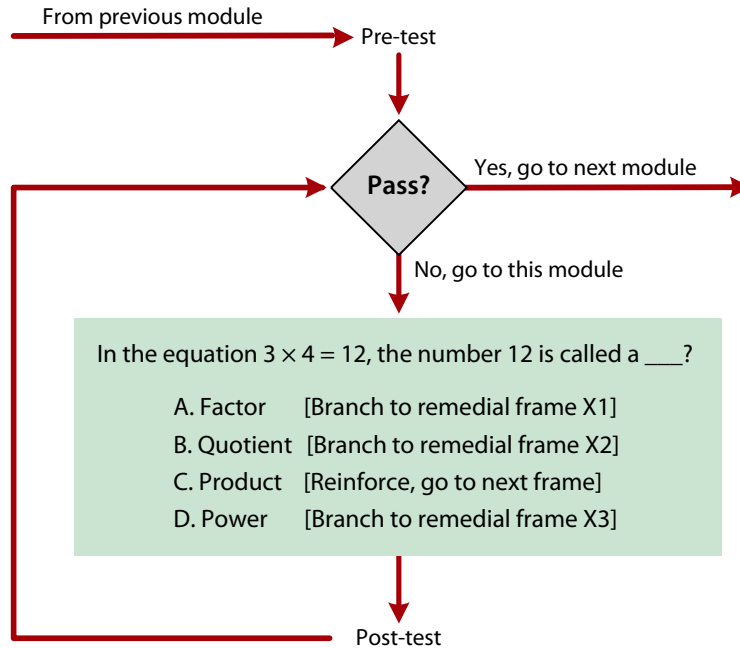 From previous module
Pre-test
Pass?
Yes, go to next module
No, go to this module
In the equation 3 × 4 = 12, the number 12 is called a ___?
A. Factor [Branch to remedial frame X1]
B. Quotient [Branch to remedial frame X2]
C. Product [Reinforce, go to next frame]
D. Power [Branch to remedial frame X3]
Post-test